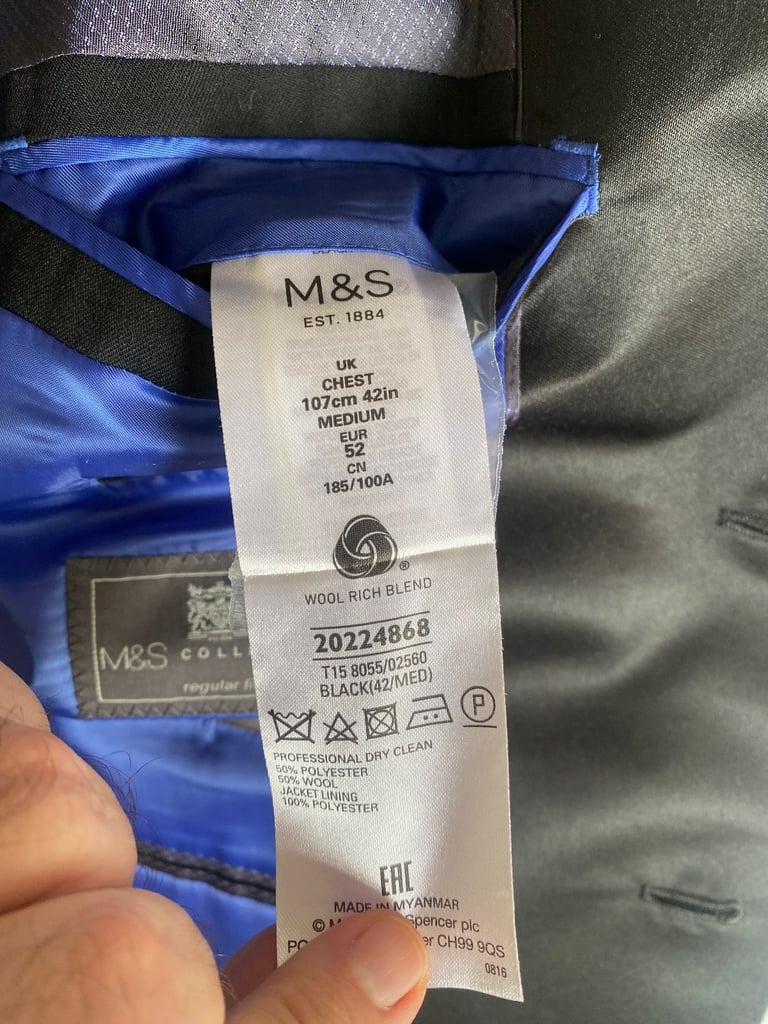 M&S
EST. 1884
UK
CHEST
107cm 42in
MEDIUM
EUR
52
CN
185/100A
®
WOOL RICH BLEND
20224868
T15 8055/02560
BLACK(42/MED)
P
PROFESSIONAL DRY CLEAN
50% POLYESTER
50% WOOL
JACKET LINING
100% POLYESTER
EAC
MADE IN MYANMAR
© Spencer plc
CH99 9QS
0816
M&S
regular